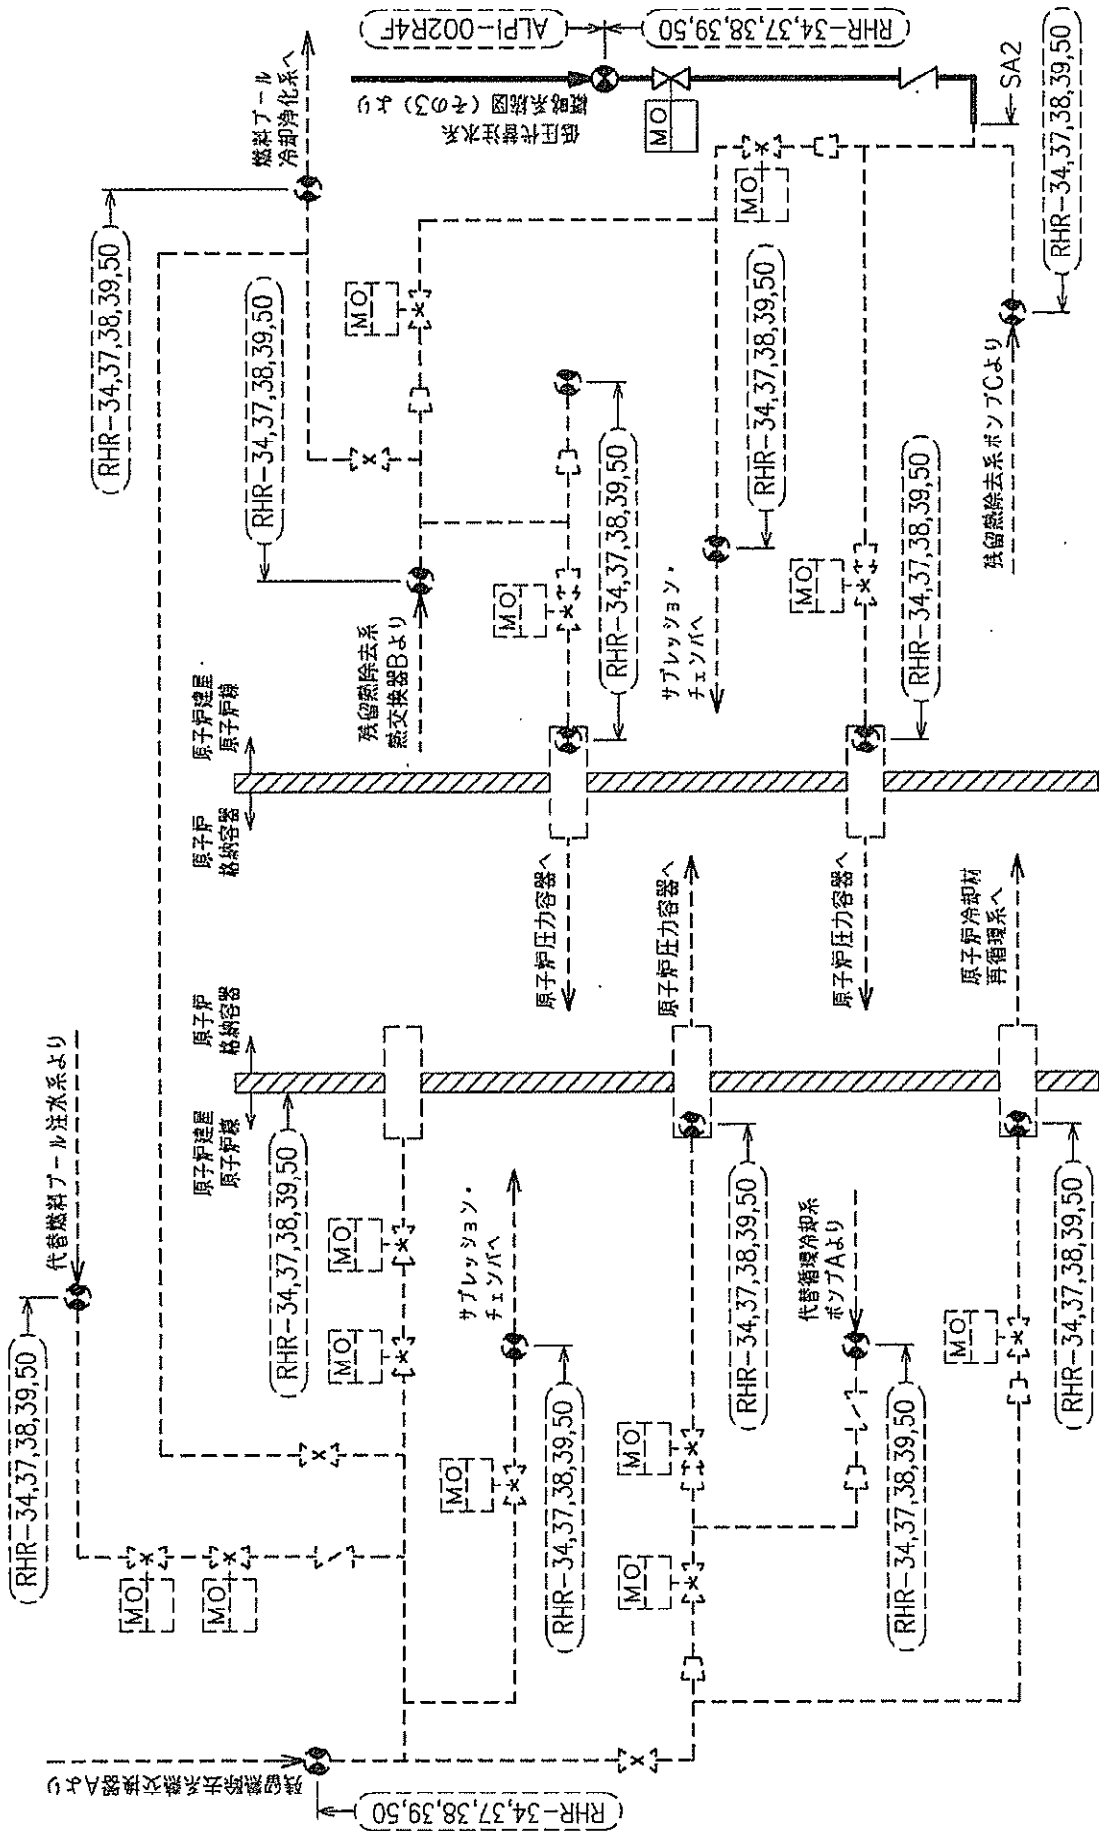 代替燃料プール注水系より
RHR-34,37,38,39,50
MO
MO
残留熱除去系熱交換器Aより
RHR-34,37,38,39,50
原子炉建屋
原子炉棟
原子炉
格納容器
RHR-34,37,38,39,50
MO
MO
サプレッション・
チェンバへ
MO
RHR-34,37,38,39,50
原子炉圧力容器へ
RHR-34,37,38,39,50
MO
MO
代替循環冷却系
ポンプAより
RHR-34,37,38,39,50
原子炉冷却材
再循環系へ
MO
RHR-34,37,38,39,50
燃料プール
冷却浄化系へ
RHR-34,37,38,39,50
RHR-34,37,38,39,50
原子炉
格納容器
原子炉建屋
原子炉棟
残留熱除去系
熱交換器Bより
MO
原子炉圧力容器へ
MO
RHR-34,37,38,39,50
サプレッション・
チェンバへ
RHR-34,37,38,39,50
MO
原子炉圧力容器へ
MO
RHR-34,37,38,39,50
残留熱除去系ポンプCより
RHR-34,37,38,39,50
ALPI-002R4F
RHR-34,37,38,39,50
低圧代替注水系
概略系統図(その3)より
MO
SA2